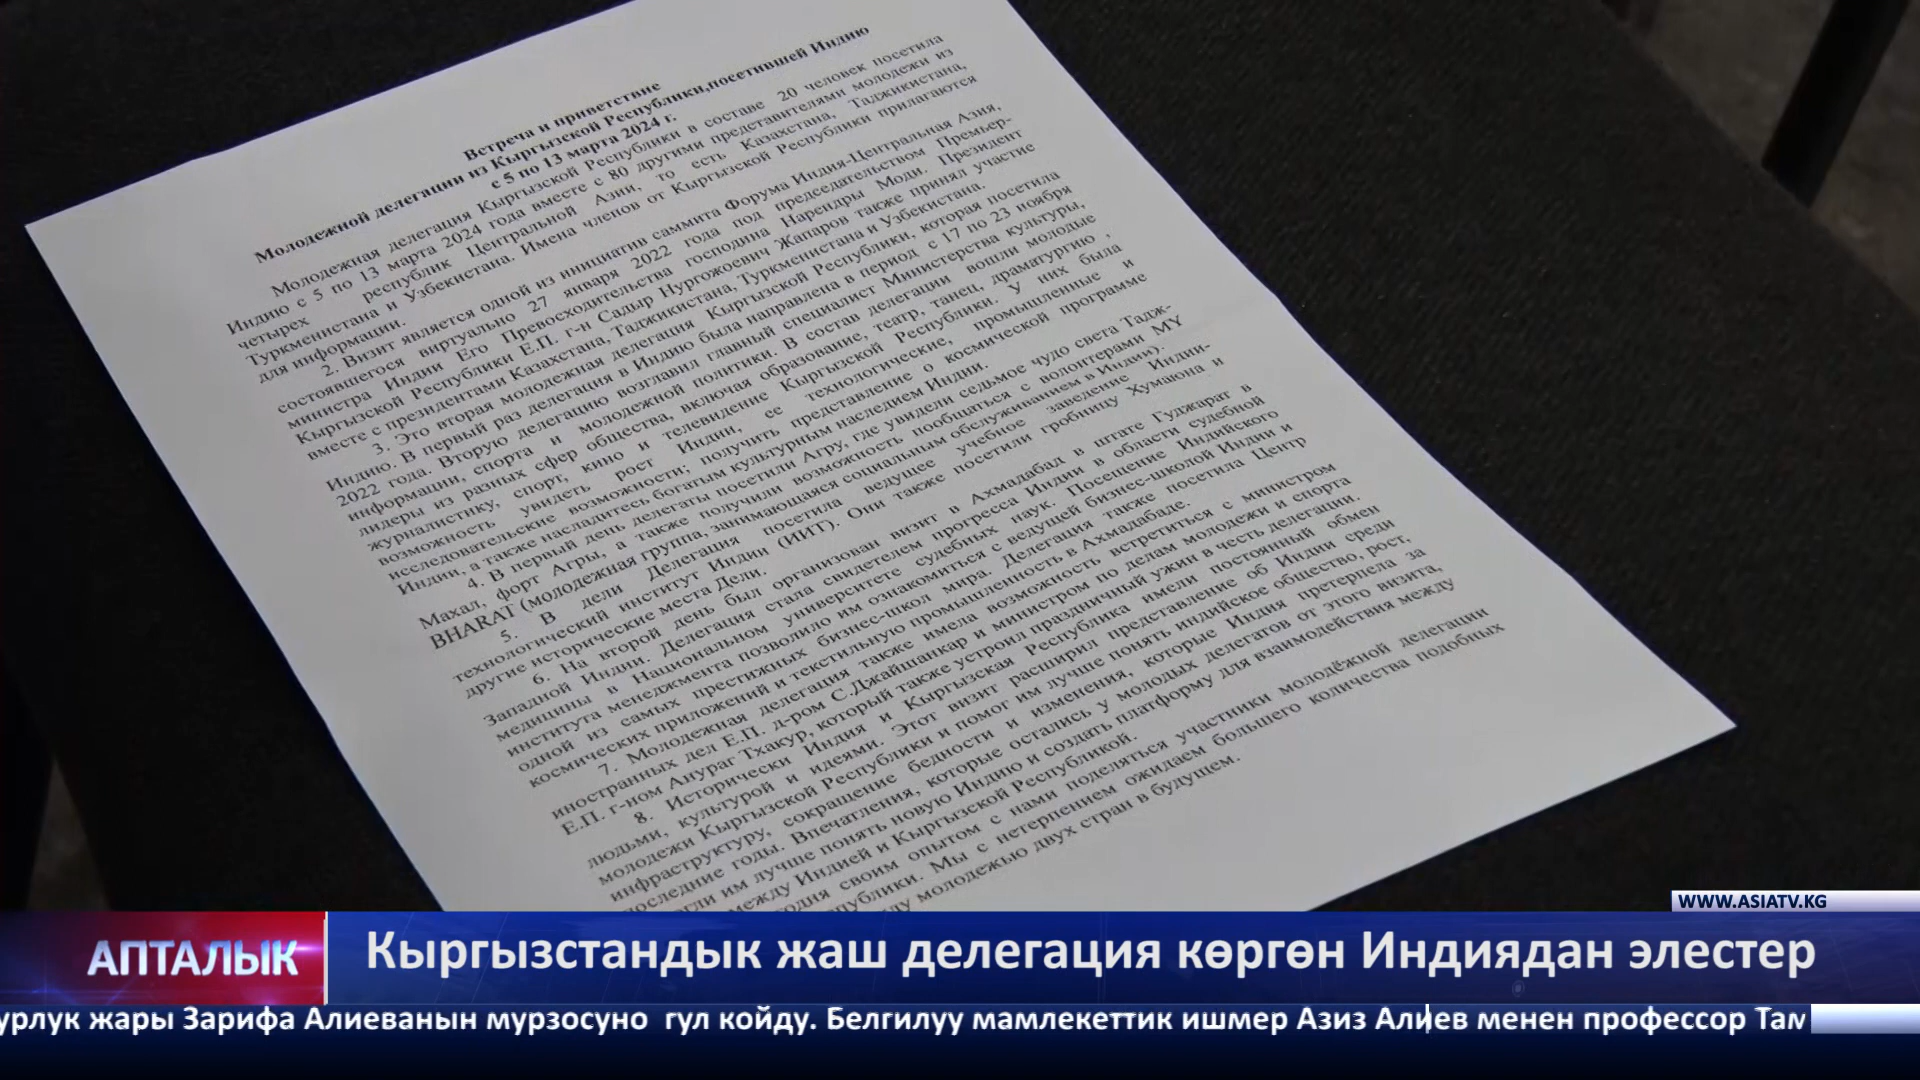 Встреча и приветствие
Молодежной делегации из Кыргызской Республики,посетившей Индию
с 5 по 13 марта 2024 г.
Молодежная делегация Кыргызской Республики в составе 20 человек посетила
Индию с 5 по 13 марта 2024 года вместе с 80 другими представителями молодежи из
четырех республик Центральной Азии, то есть Казахстана, Таджикистана,
Туркменистана и Узбекистана. Имена членов от Кыргызской Республики прилагаются
для информации.
2. Визит является одной из инициатив саммита Форума Индия-Центральная Азия,
состоявшегося виртуально 27 января 2022 года под председательством Премьер-
министра Индии Его Превосходительства господина Нарендры Моди. Президент
Кыргызской Республики Е.П. г-н Садыр Нургожоевич Жапаров также принял участие
вместе с президентами Казахстана, Таджикистана, Туркменистана и Узбекистана.
3. Это вторая молодежная делегация Кыргызской Республики, которая посетила
Индию. В первый раз делегация в Индию была направлена в период с 17 по 23 ноября
2022 года. Вторую делегацию возглавил главный специалист Министерства культуры,
информации, спорта и молодежной политики. В состав делегации вошли молодые
лидеры из разных сфер общества, включая образование, театр, танец, драматургию ,
журналистику, спорт, кино и телевидение Кыргызской Республики. У них была
возможность увидеть рост Индии, ее технологические, промышленные и
исследовательские возможности; получить представление о космической программе
Индии, а также насладитесь богатым культурным наследием Индии.
4. В первый день делегаты посетили Агру, где увидели седьмое чудо света Тадж-
Махал, форт Агры, а также получили возможность пообщаться с волонтерами MY
BHARAT (молодежная группа, занимающаяся социальным обслуживанием в Индии).
5. В дели Делегация посетила ведущее учебное заведение Индии-
технологический институт Индии (ИИТ). Они также посетили гробницу Хумаюна и
другие исторические места Дели.
6. На второй день был организован визит в Ахмадабад в штате Гуджарат в
Западной Индии. Делегация стала свидетелем прогресса Индии в области судебной
медицины в Национальном университете судебных наук. Посещение Индийского
института менеджмента позволило им ознакомиться с ведущей бизнес-школой Индии и
одной из самых престижных бизнес-школ мира. Делегация также посетила Центр
космических приложений и текстильную промышленность в Ахмадабаде.
7. Молодежная делегация также имела возможность встретиться с министром
иностранных дел Е.П. д-ром С.Джайшанкар и министром по делам молодежи и спорта
Е.П. г-ном Анураг Тхакур, который также устроил праздничный ужин в честь делегации.
8. Исторически Индия и Кыргызская Республика имели постоянный обмен
людьми, культурой и идеями. Этот визит расширил представление об Индии среди
молодежи Кыргызской Республики и помог им лучше понять индийское общество, рост,
инфраструктуру, сокращение бедности и изменения, которые Индия претерпела за
последние годы. Впечатления, которые остались у молодых делегатов от этого визита,
им лучше понять новую Индию и создать платформу для взаимодействия между
между Индией и Кыргызской Республикой.
своим опытом с нами поделяться участники молодёжной делегации
Мы с нетерпением ожидаем большего количества подобных
молодежью двух стран в будущем.
WWW.ASIATV.KG
АПТАЛЫК
Кыргызстандык жаш делегация көргөн Индиядан элестер
урлук жары Зарифа Алиеванын мурзосуно гул койду. Белгилуу мамлекеттик ишмер Азиз Алиев менен профессор Там